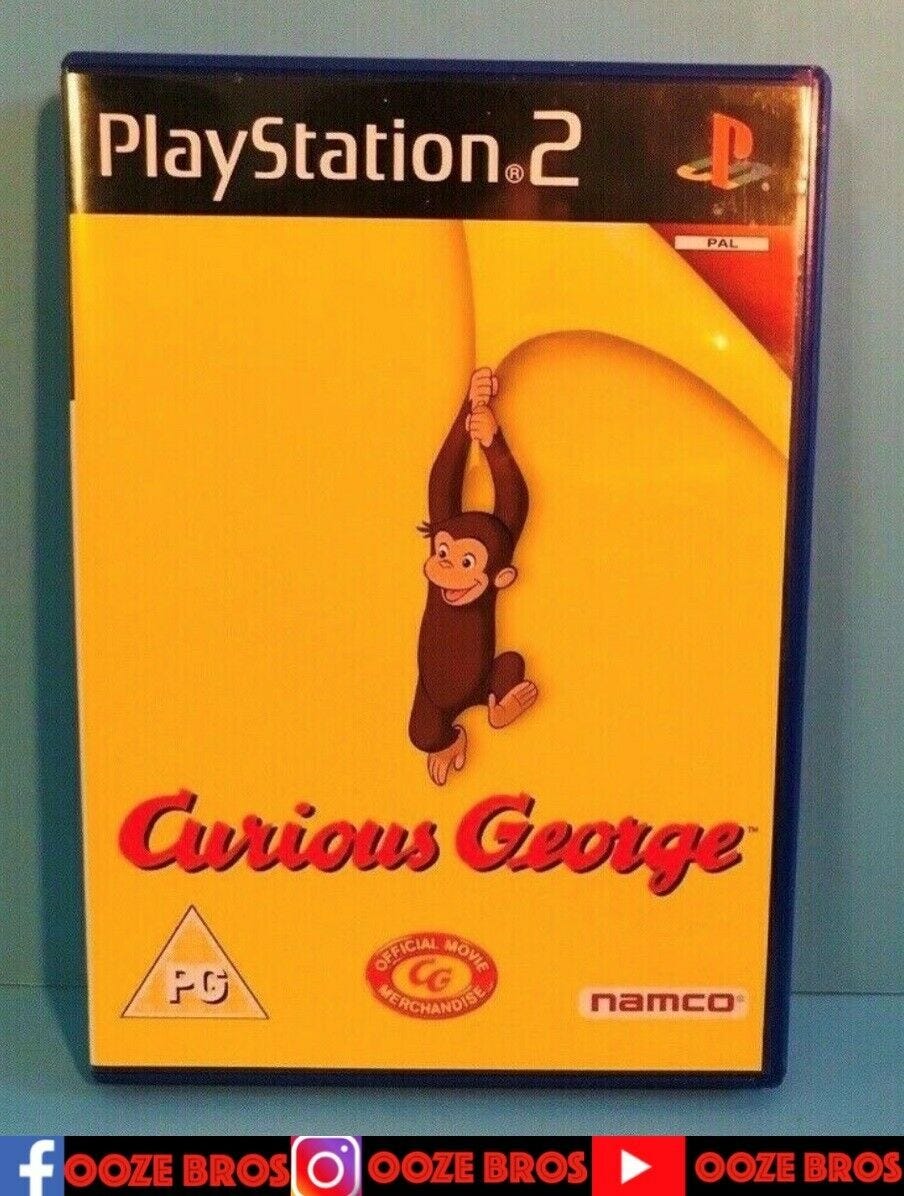 PlayStation®2
PAL
Curious George™
PG
OFFICIAL MOVIE
CG
MERCHANDISE
namco®
OOZE BROS OOZE BROS OOZE BROS